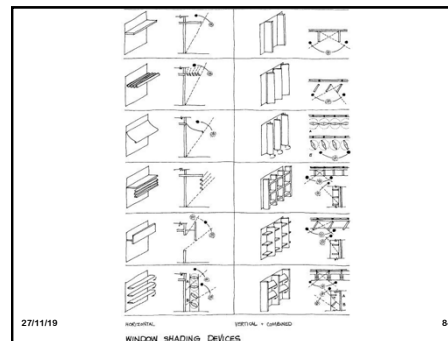 27/11/19
HORIZONTAL
VERTICAL + COMBINED
8
WINDOW SHADING DEVICES